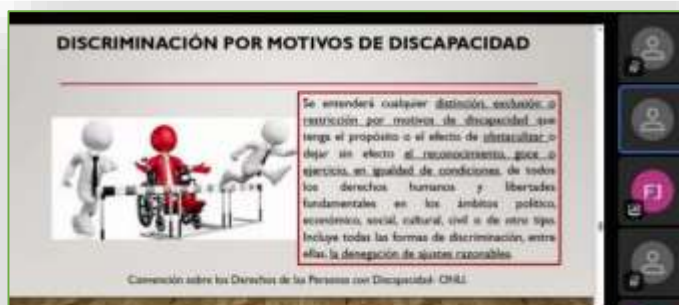 DISCRIMINACIÓN POR MOTIVOS DE DISCAPACIDAD
Se entenderá cualquier distinción, exclusión o
restricción por motivos de discapacidad que
tenga el propósito o el efecto de obstaculizar o
dejar sin efecto el reconocimiento, goce o
ejercicio, en igualdad de condiciones, de todos
los derechos humanos y libertades
fundamentales en los ámbitos político,
económico, social, cultural, civil o de otro tipo.
Incluye todas las formas de discriminación, entre
ellas, la denegación de ajustes razonables.
Convención sobre los Derechos de las Personas con Discapacidad- ONU.
FJ